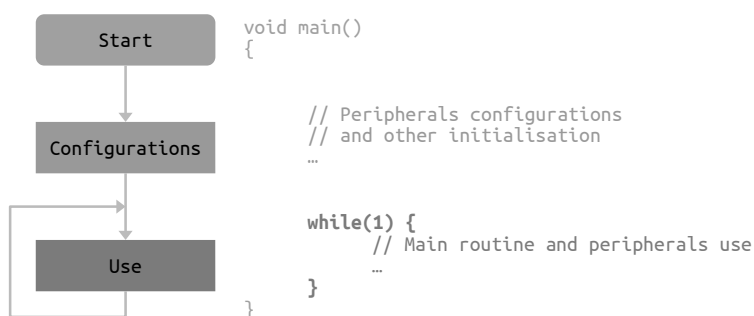 Start
void main()
{
Configurations
// Peripherals configurations
// and other initialisation
…
while(1) {
Use
// Main routine and peripherals use
…
}
}